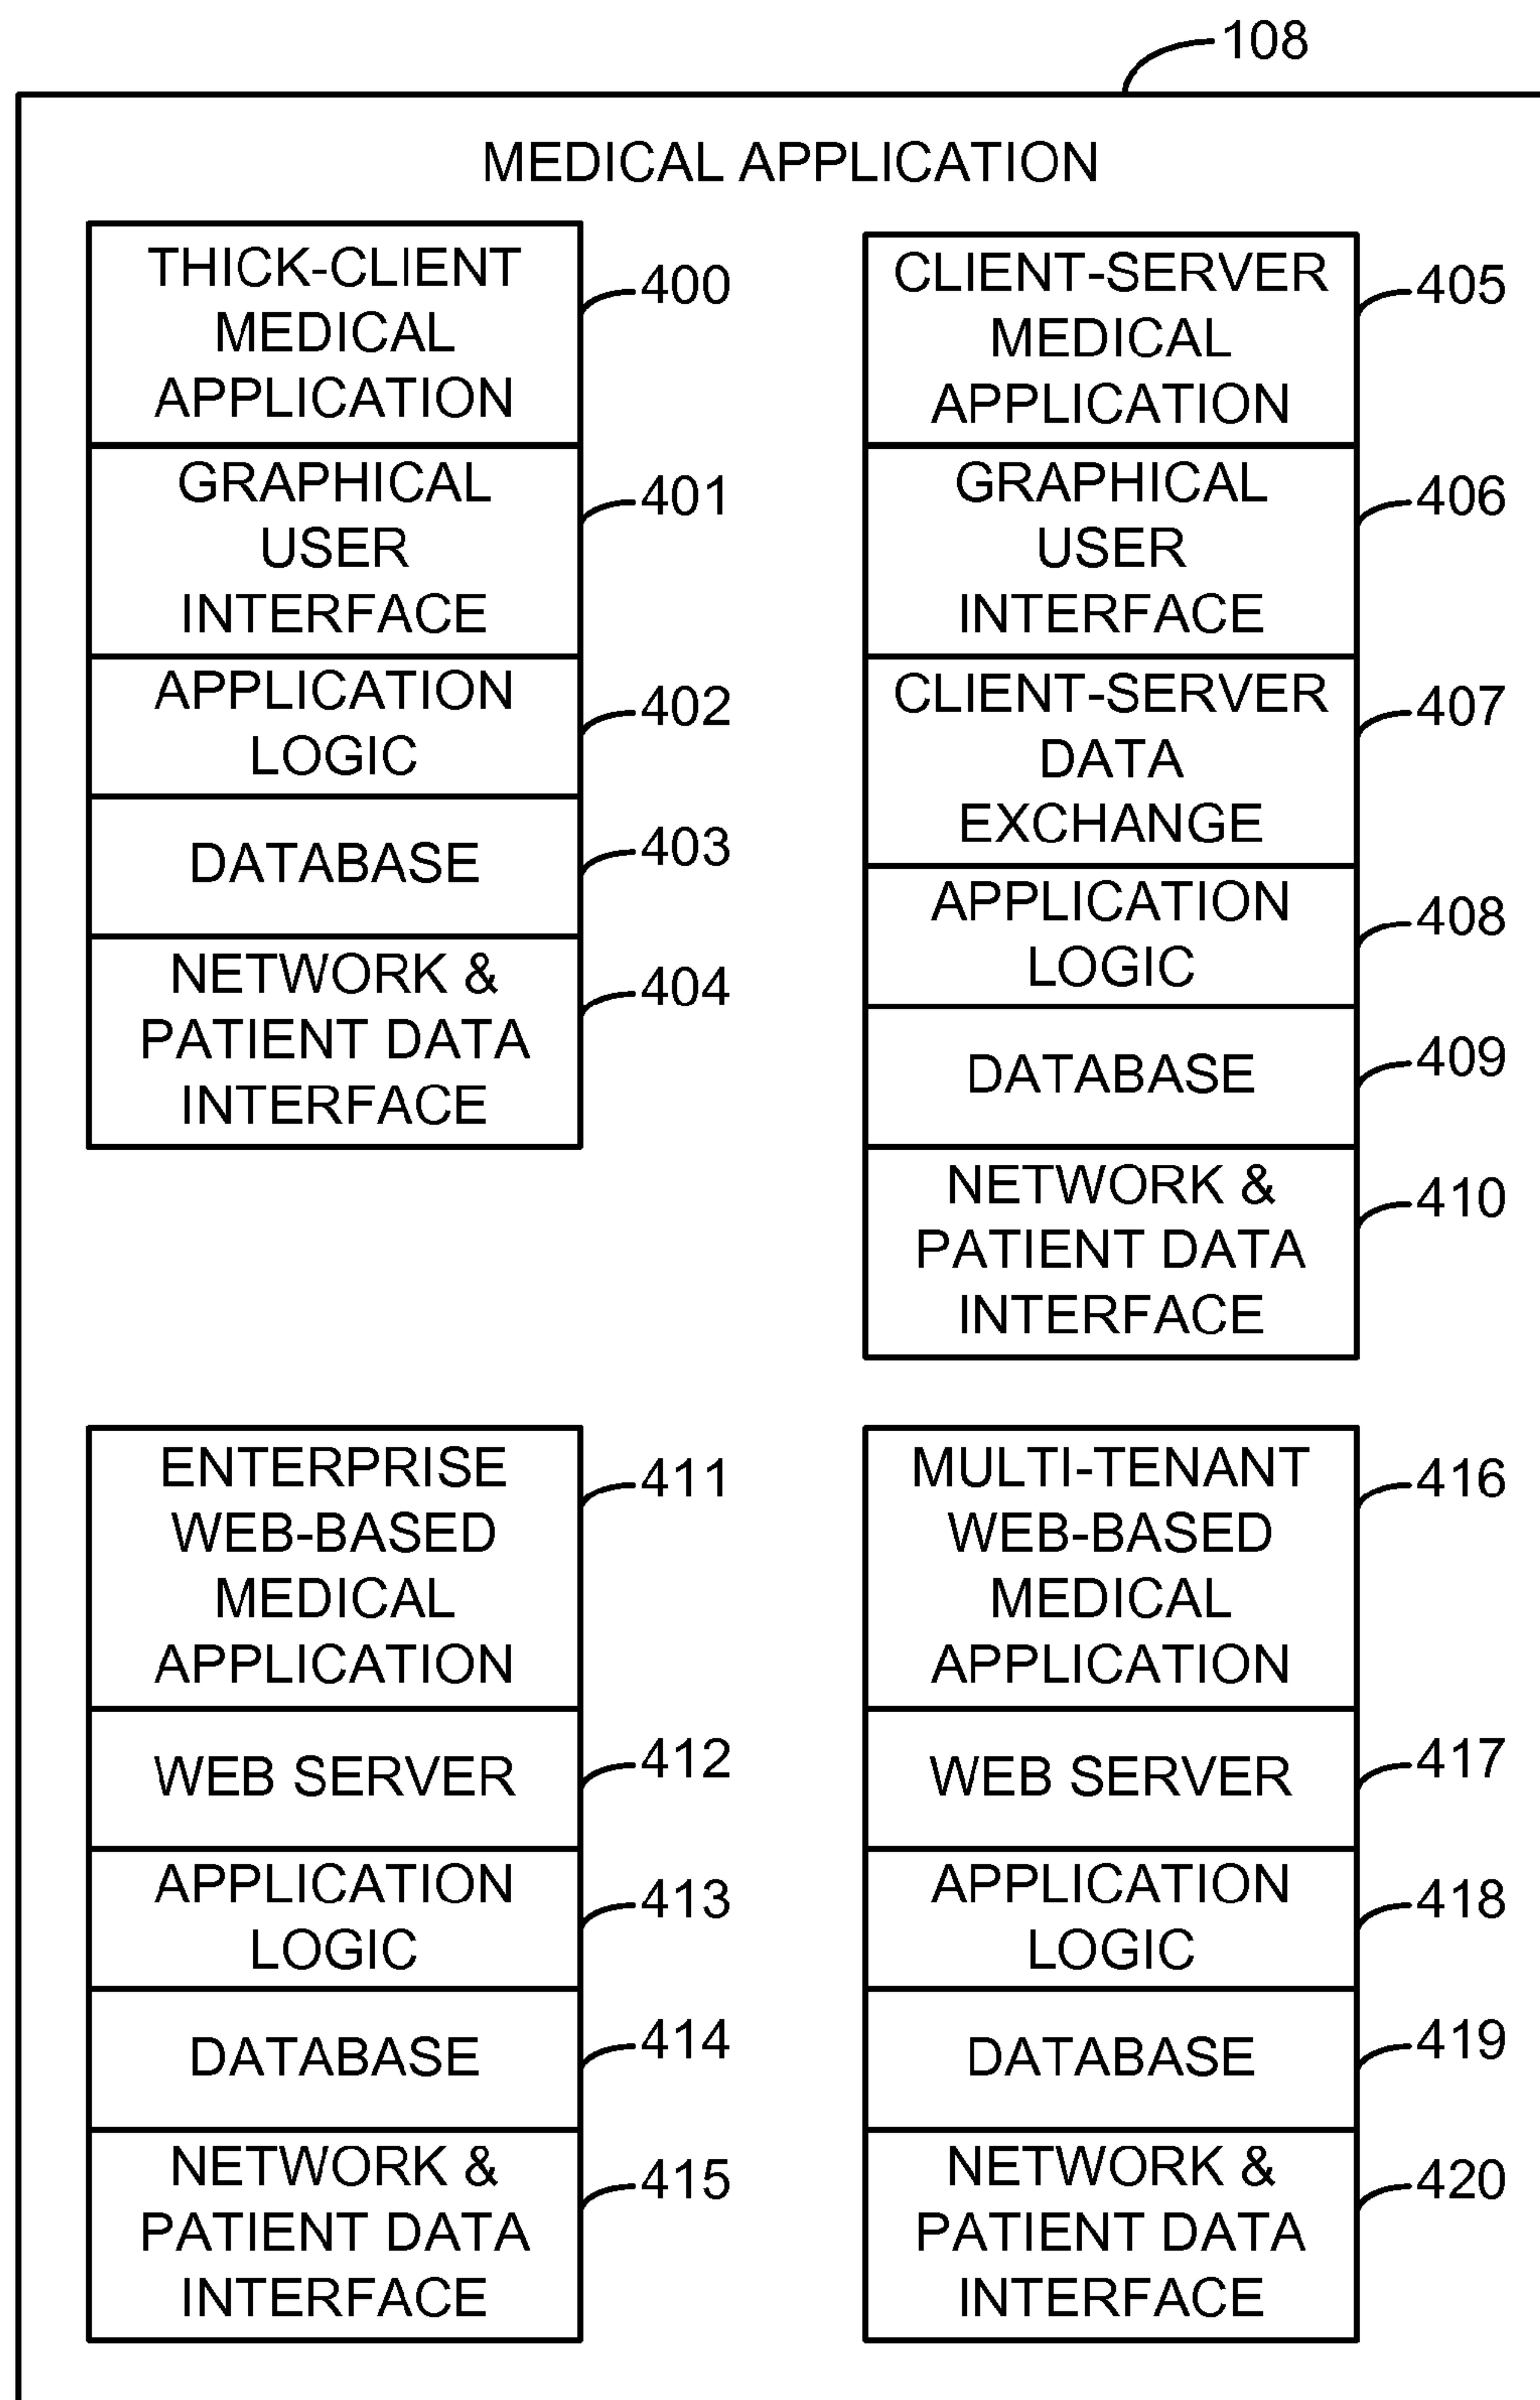 108
MEDICAL APPLICATION
THICK-CLIENT
MEDICAL
APPLICATION
400
GRAPHICAL
USER
INTERFACE
401
APPLICATION
LOGIC
402
DATABASE
403
NETWORK &
PATIENT DATA
INTERFACE
404
CLIENT-SERVER
MEDICAL
APPLICATION
405
GRAPHICAL
USER
INTERFACE
406
CLIENT-SERVER
DATA
EXCHANGE
407
APPLICATION
LOGIC
408
DATABASE
409
NETWORK &
PATIENT DATA
INTERFACE
410
ENTERPRISE
WEB-BASED
MEDICAL
APPLICATION
411
WEB SERVER
412
APPLICATION
LOGIC
413
DATABASE
414
NETWORK &
PATIENT DATA
INTERFACE
415
MULTI-TENANT
WEB-BASED
MEDICAL
APPLICATION
416
WEB SERVER
417
APPLICATION
LOGIC
418
DATABASE
419
NETWORK &
PATIENT DATA
INTERFACE
420